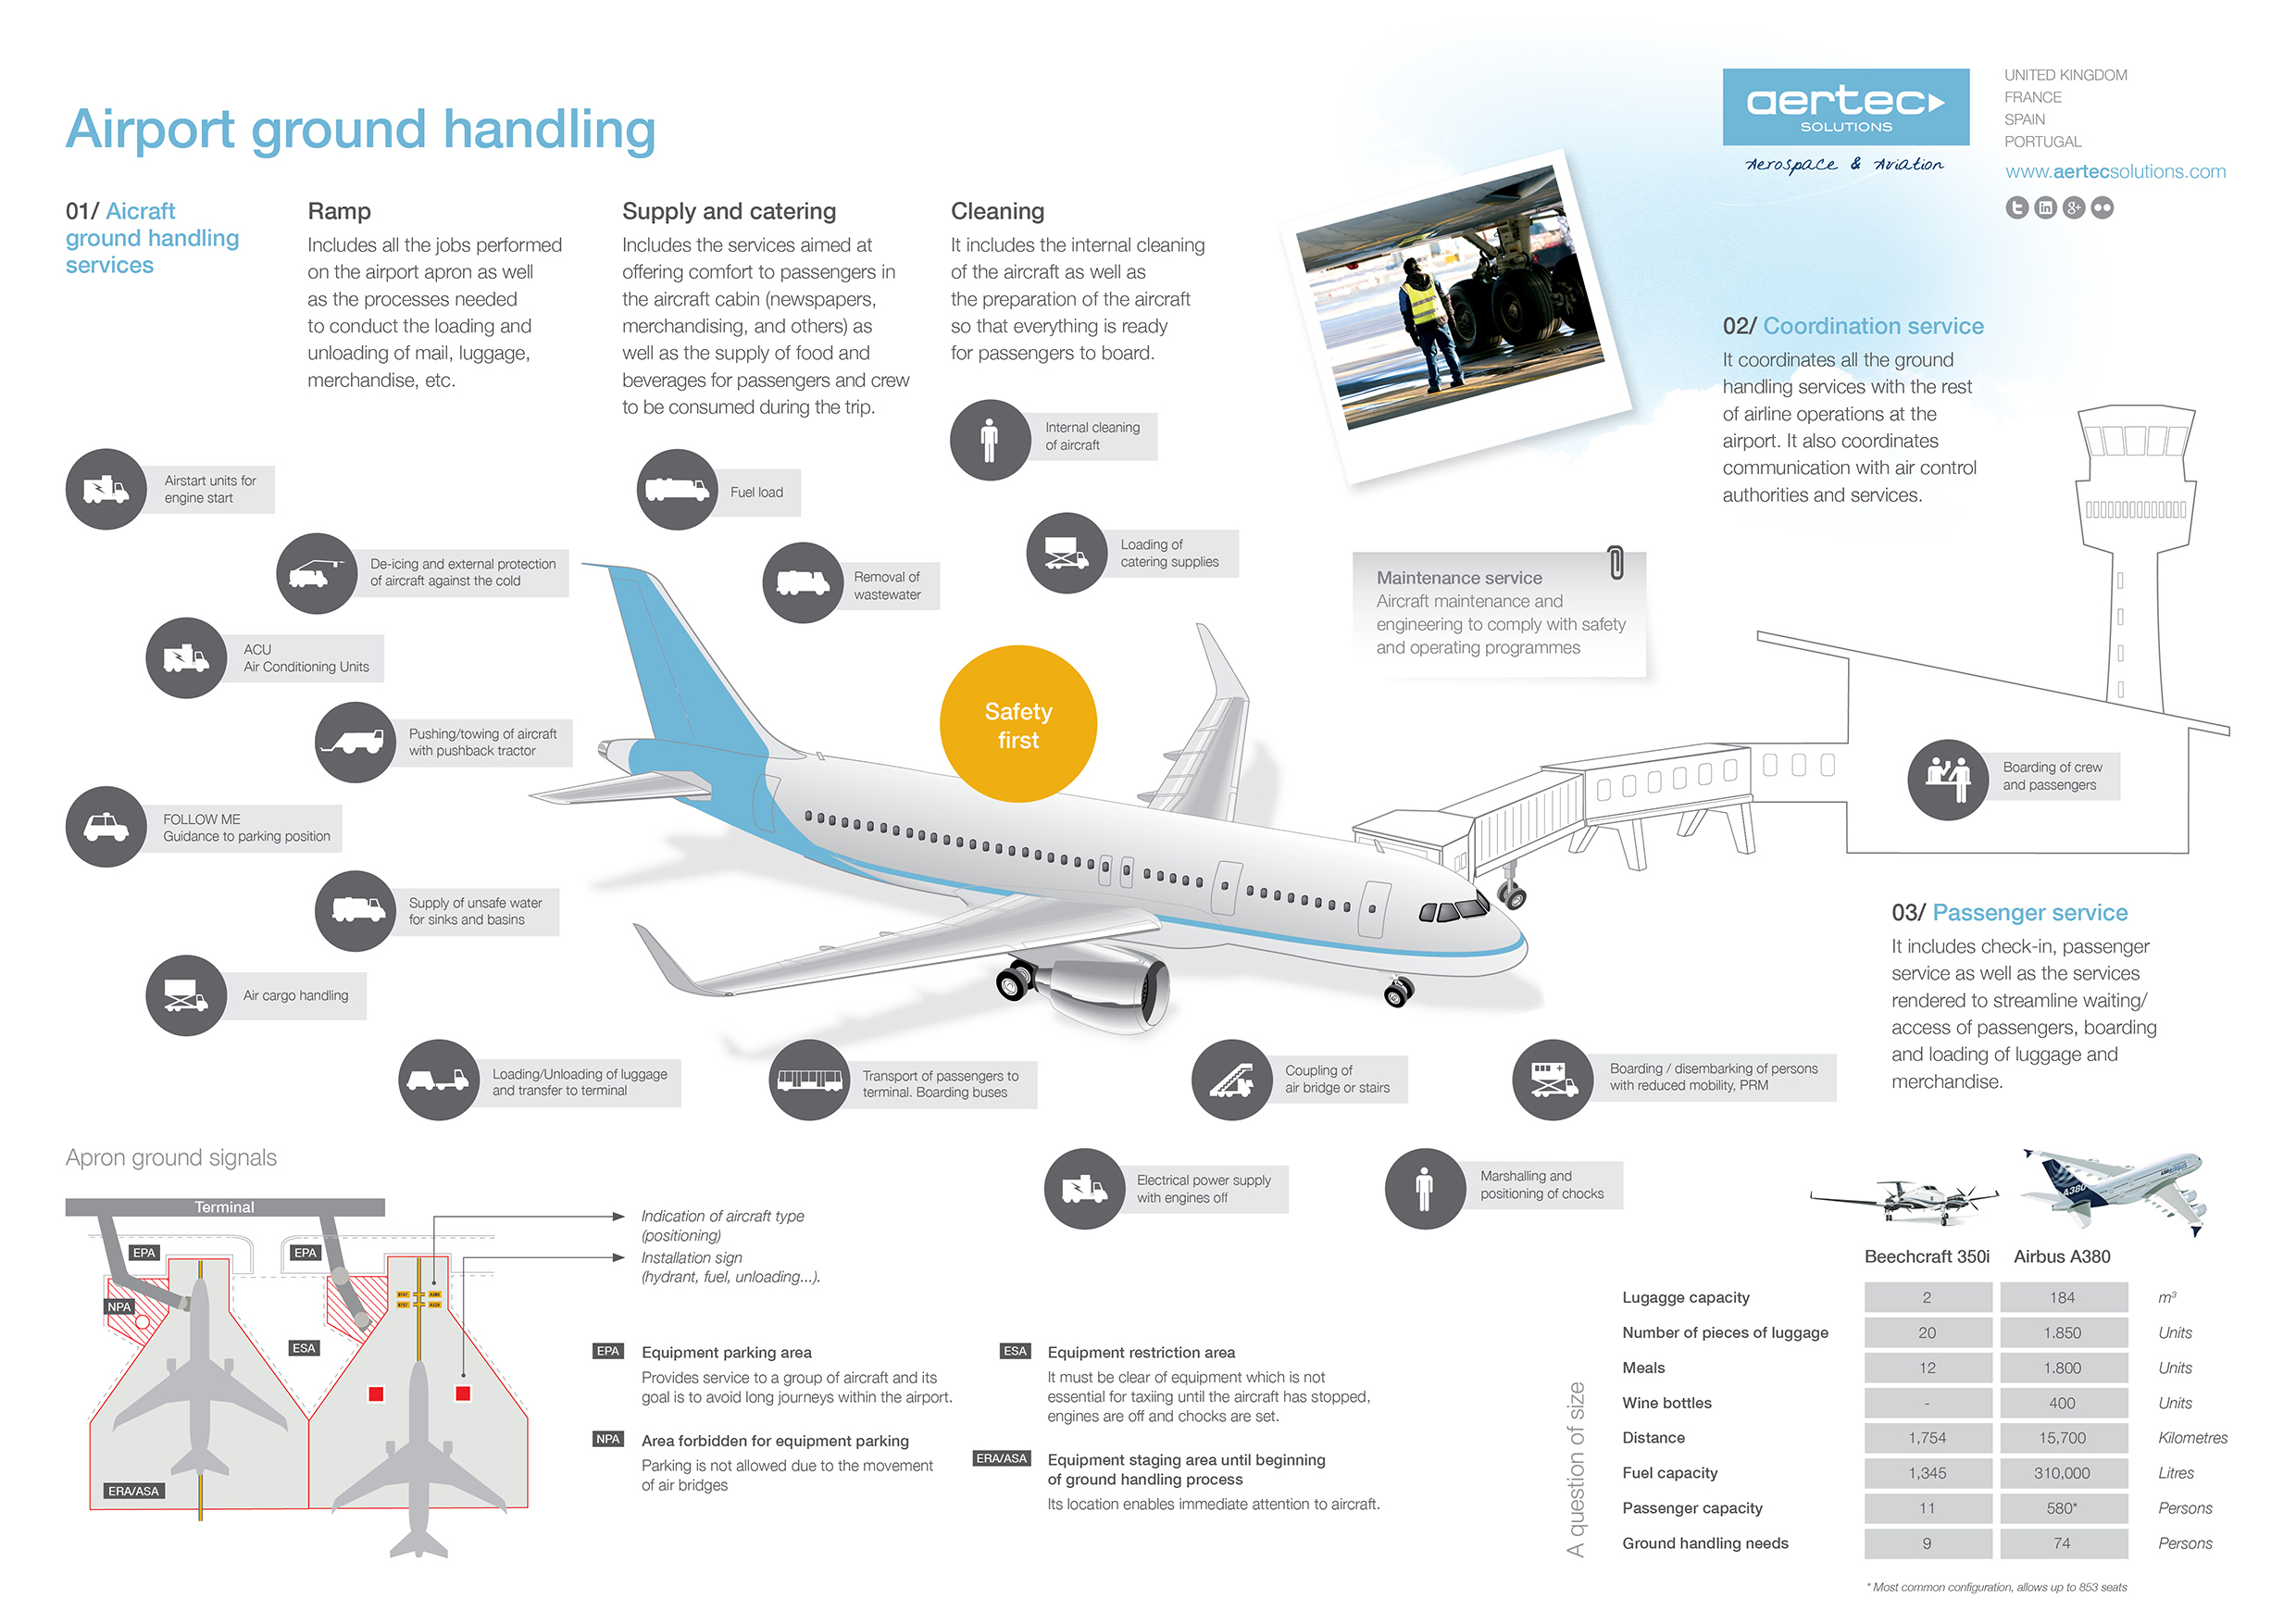 Airport ground handling
aertec
SOLUTIONS
Aerospace & Aviation
UNITED KINGDOM
FRANCE
SPAIN
PORTUGAL
www.aertecsolutions.com
01/ Aicraft
ground handling
services
Ramp
Includes all the jobs performed
on the airport apron as well
as the processes needed
to conduct the loading and
unloading of mail, luggage,
merchandise, etc.
Supply and catering
Includes the services aimed at
offering comfort to passengers in
the aircraft cabin (newspapers,
merchandising, and others) as
well as the supply of food and
beverages for passengers and crew
to be consumed during the trip.
Cleaning
It includes the internal cleaning
of the aircraft as well as
the preparation of the aircraft
so that everything is ready
for passengers to board.
02/ Coordination service
It coordinates all the ground
handling services with the rest
of airline operations at the
airport. It also coordinates
communication with air control
authorities and services.
Internal cleaning
of aircraft
Airstart units for
engine start
Fuel load
Loading of
catering supplies
De-icing and external protection
of aircraft against the cold
Removal of
wastewater
Maintenance service
Aircraft maintenance and
engineering to comply with safety
and operating programmes
ACU
Air Conditioning Units
Safety
first
Pushing/towing of aircraft
with pushback tractor
Boarding of crew
and passengers
FOLLOW ME
Guidance to parking position
Supply of unsafe water
for sinks and basins
03/ Passenger service
It includes check-in, passenger
service as well as the services
rendered to streamline waiting/
access of passengers, boarding
and loading of luggage and
merchandise.
Air cargo handling
Loading/Unloading of luggage
and transfer to terminal
Transport of passengers to
terminal. Boarding buses
Coupling of
air bridge or stairs
Boarding / disembarking of persons
with reduced mobility, PRM
Electrical power supply
with engines off
Marshalling and
positioning of chocks
Apron ground signals
Terminal
EPA
EPA
NPA
ESA
ERA/ASA
B747 A380
B757 A320
Indication of aircraft type
(positioning)
Installation sign
(hydrant, fuel, unloading...).
EPA Equipment parking area
Provides service to a group of aircraft and its
goal is to avoid long journeys within the airport.
NPA Area forbidden for equipment parking
Parking is not allowed due to the movement
of air bridges
ESA Equipment restriction area
It must be clear of equipment which is not
essential for taxiing until the aircraft has stopped,
engines are off and chocks are set.
ERA/ASA Equipment staging area until beginning
of ground handling process
Its location enables immediate attention to aircraft.
A question of size
A380
Beechcraft 350i Airbus A380
Lugagge capacity 2 184 m³
Number of pieces of luggage 20 1.850 Units
Meals 12 1.800 Units
Wine bottles - 400 Units
Distance 1,754 15,700 Kilometres
Fuel capacity 1,345 310,000 Litres
Passenger capacity 11 580* Persons
Ground handling needs 9 74 Persons
* Most common configuration, allows up to 853 seats